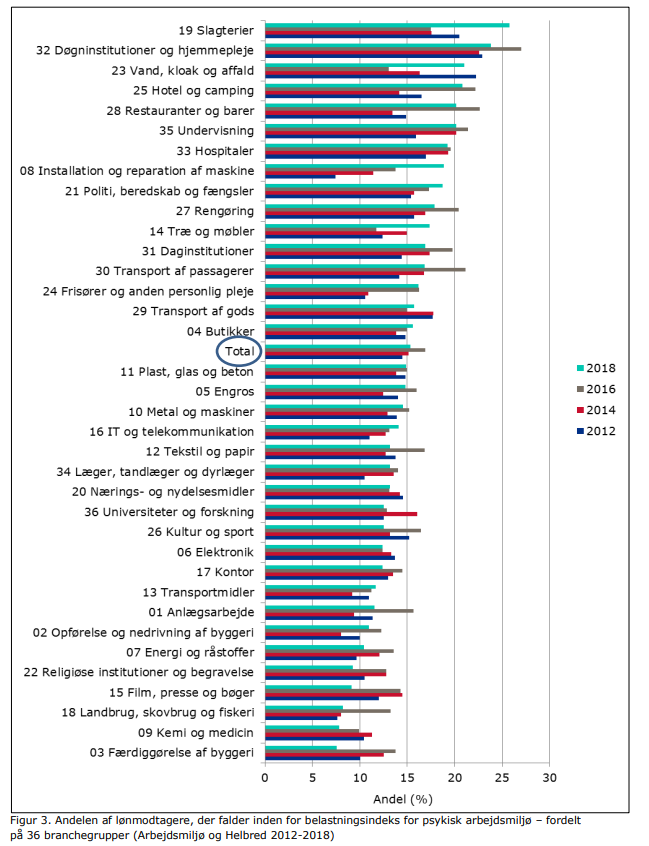 19 Slagterier
32 Døgninstitutioner og hjemmepleje
23 Vand, kloak og affald
25 Hotel og camping
28 Restauranter og barer
35 Undervisning
33 Hospitaler
08 Installation og reparation af maskine
21 Politi, beredskab og fængsler
27 Rengøring
14 Træ og møbler
31 Daginstitutioner
30 Transport af passagerer
24 Frisører og anden personlig pleje
29 Transport af gods
04 Butikker
Total
11 Plast, glas og beton
05 Engros
10 Metal og maskiner
16 IT og telekommunikation
12 Tekstil og papir
34 Læger, tandlæger og dyrlæger
20 Nærings- og nydelsesmidler
36 Universiteter og forskning
26 Kultur og sport
06 Elektronik
17 Kontor
13 Transportmidler
01 Anlægsarbejde
02 Opførelse og nedrivning af byggeri
07 Energi og råstoffer
22 Religiøse institutioner og begravelse
15 Film, presse og bøger
18 Landbrug, skovbrug og fiskeri
09 Kemi og medicin
03 Færdiggørelse af byggeri
0 5 10 15 20 25 30
Andel (%)
2018
2016
2014
2012
Figur 3. Andelen af lønmodtagere, der falder inden for belastningsindeks for psykisk arbejdsmiljø – fordelt
på 36 branchegrupper (Arbejdsmiljø og Helbred 2012-2018)